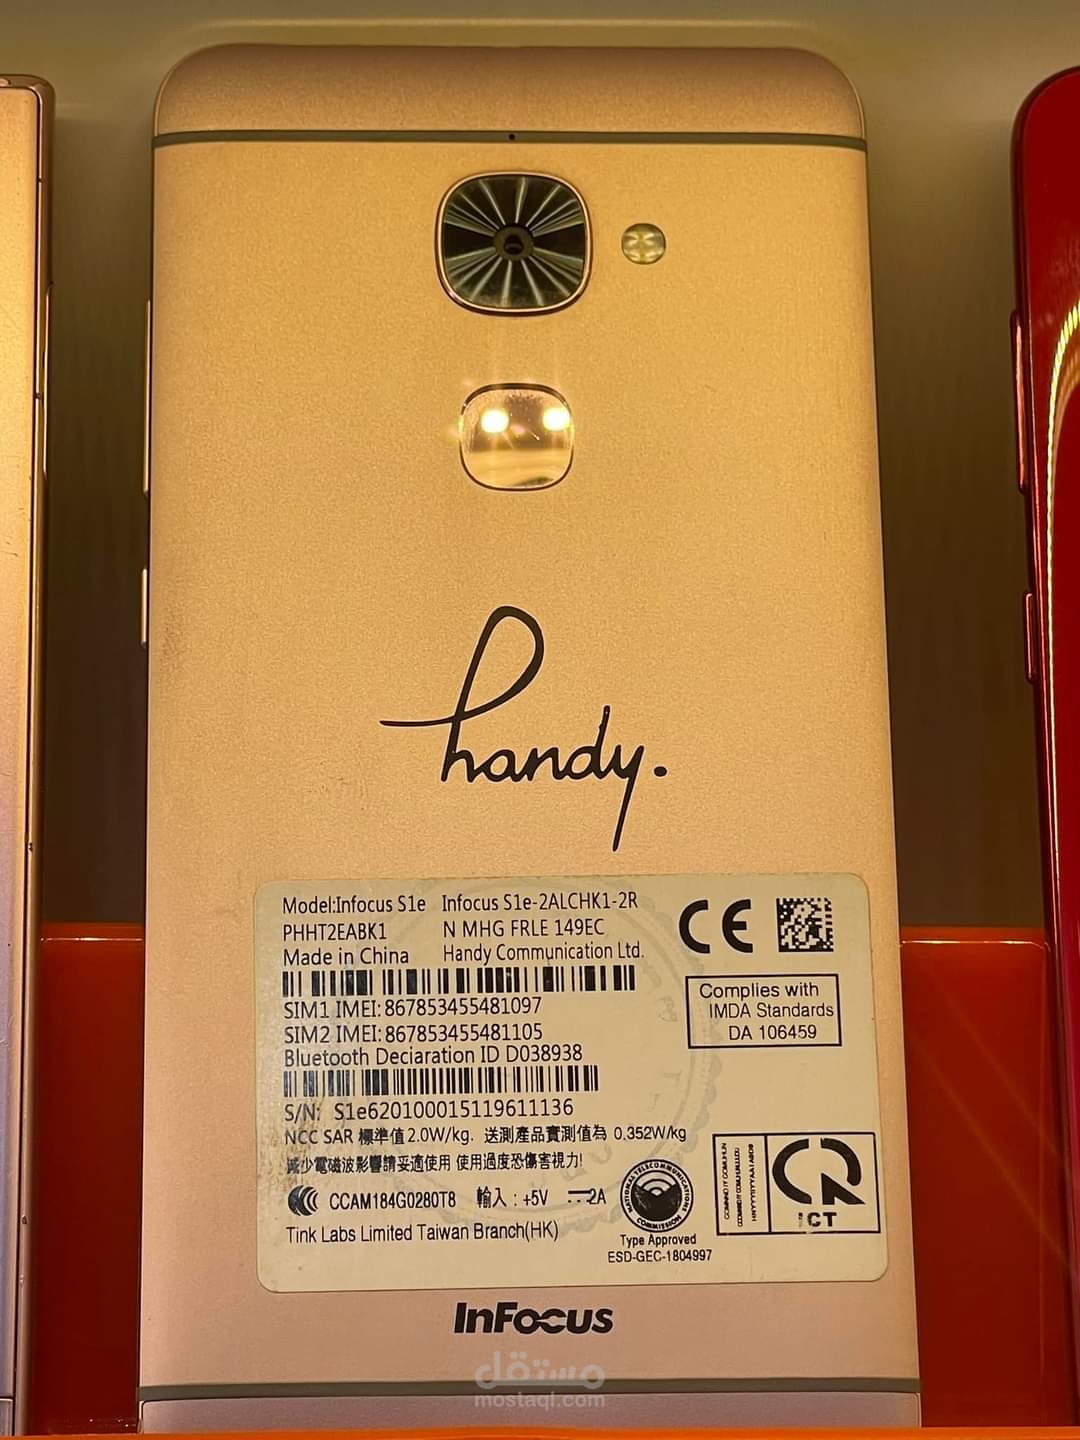 handy.
Model:Infocus S1e Infocus S1e-2ALCHK1-2R
PHHT2EABK1 N MHG FRLE 149EC
Made in China Handy Communication Ltd.
CE
Complies with
IMDA Standards
DA 106459
SIM1 IMEI: 867853455481097
SIM2 IMEI: 867853455481105
Bluetooth Deciaration ID D038938
S/N: S1e620100015119611136
NCC SAR 標準值2.0W/kg. 送測產品實測值為 0.352W/kg
減少電磁波影響請妥適使用 使用過度恐傷害視力!
CCAM184G0280T8 輸入 : +5V 2A
Tink Labs Limited Taiwan Branch(HK)
NATIONAL TELECOMMUNICATIONS COMMISSION
Type Approved
ESD-GEC-1804997
ICT
InFocus
مستقل
mostaql.com